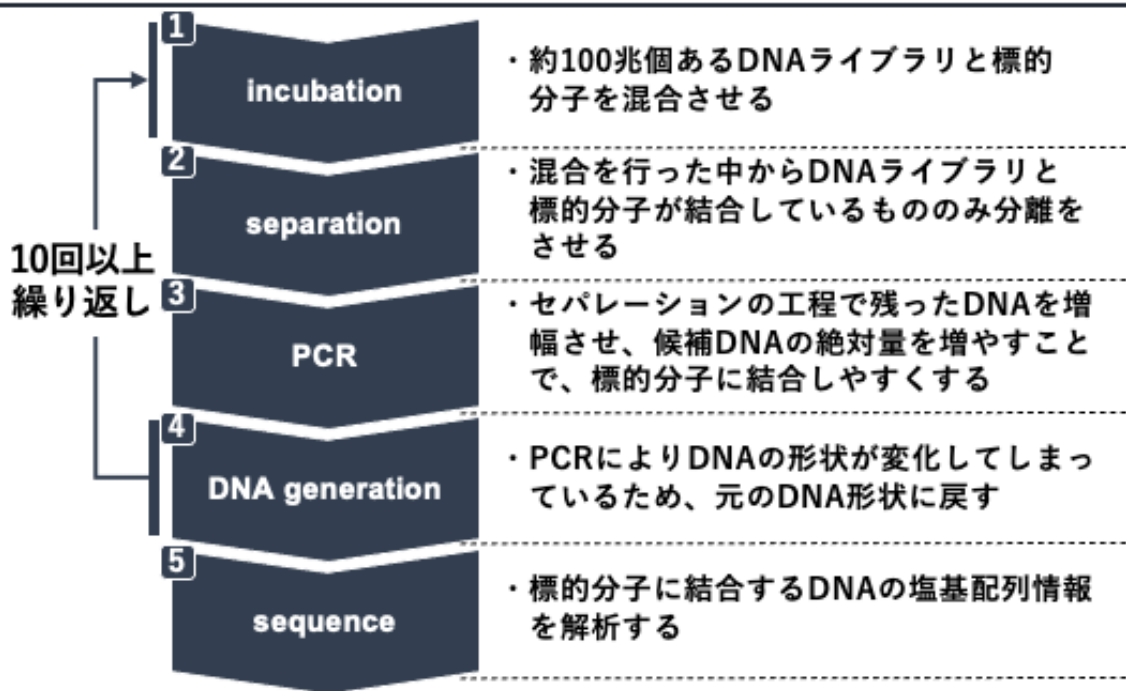 1
incubation
・約100兆個あるDNAライブラリと標的
分子を混合させる
2
separation
・混合を行った中からDNAライブラリと
標的分子が結合しているもののみ分離を
させる
10回以上
繰り返し
3
PCR
・セパレーションの工程で残ったDNAを増
幅させ、候補DNAの絶対量を増やすこと
で、標的分子に結合しやすくする
4
DNA generation
・PCRによりDNAの形状が変化してしまっ
ているため、元のDNA形状に戻す
5
sequence
・標的分子に結合するDNAの塩基配列情報
を解析する